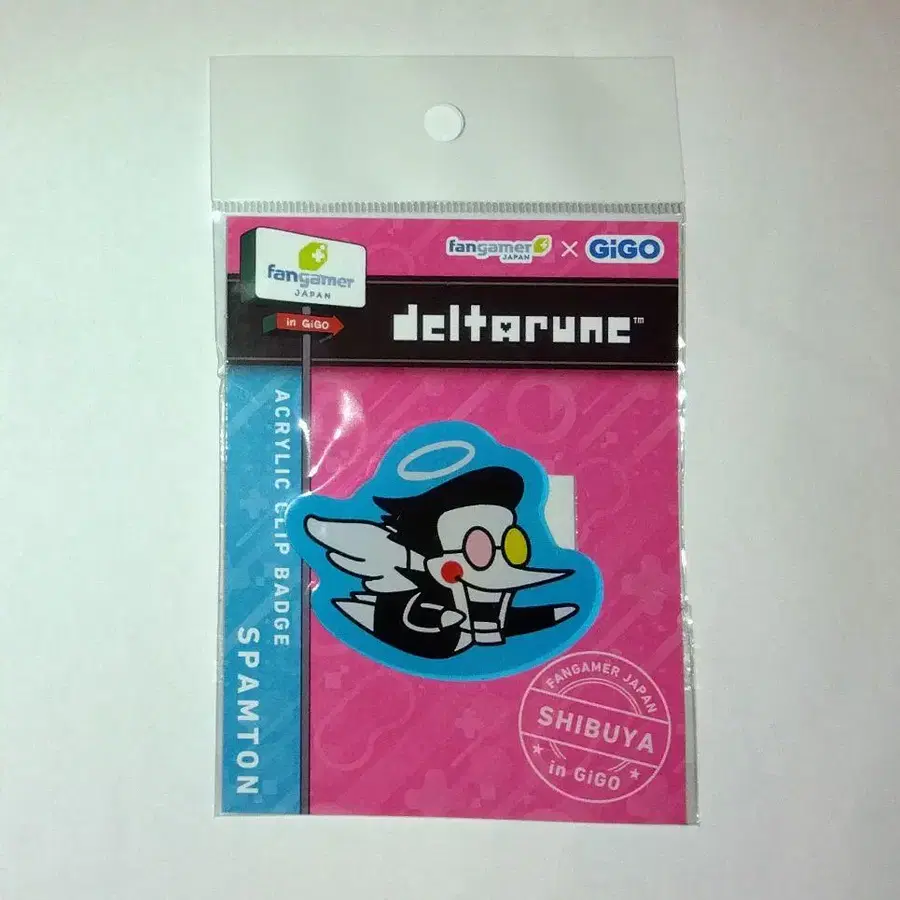 fangamer
JAPAN
in GiGO
fangamer
JAPAN
×
GiGO
deltarune™
ACRYLIC CLIP BADGE
SPAMTON
FANGAMER JAPAN
SHIBUYA
in GiGO